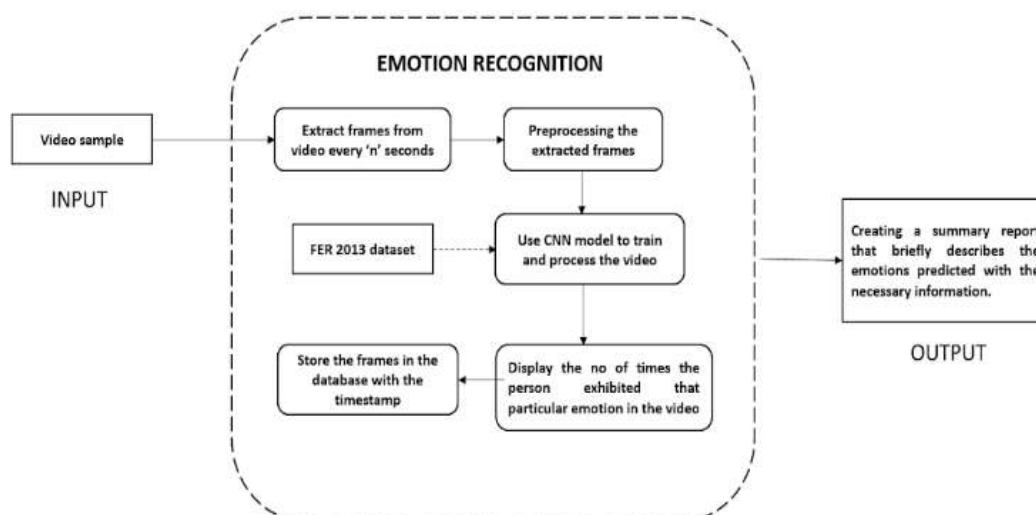 EMOTION RECOGNITION
Video sample
INPUT
Extract frames from
video every ‘n’ seconds
Preprocessing the
extracted frames
FER 2013 dataset
Use CNN model to train
and process the video
Store the frames in the
database with the
timestamp
Display the no of times the
person exhibited that
particular emotion in the video
Creating a summary report
that briefly describes the
emotions predicted with the
necessary information.
OUTPUT